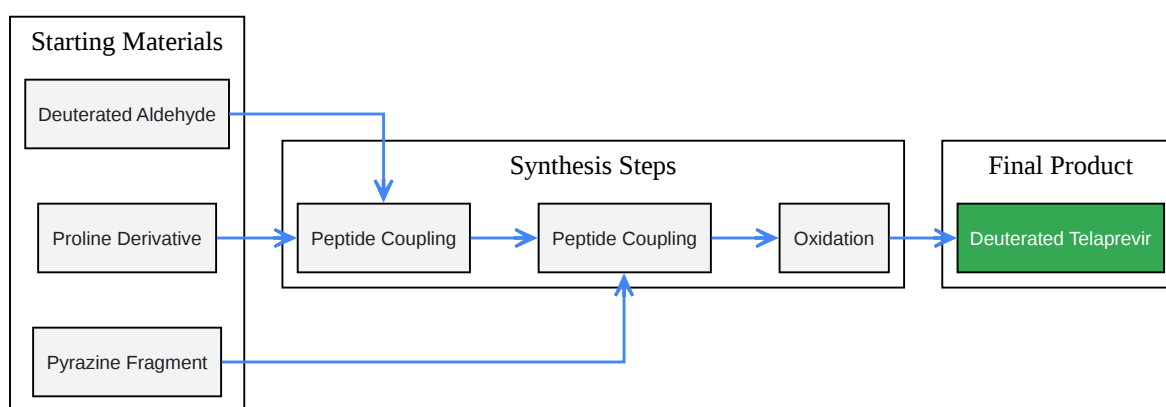 Starting Materials
Deuterated Aldehyde
Proline Derivative
Pyrazine Fragment
Synthesis Steps
Peptide Coupling
Peptide Coupling
Oxidation
Final Product
Deuterated Telaprevir